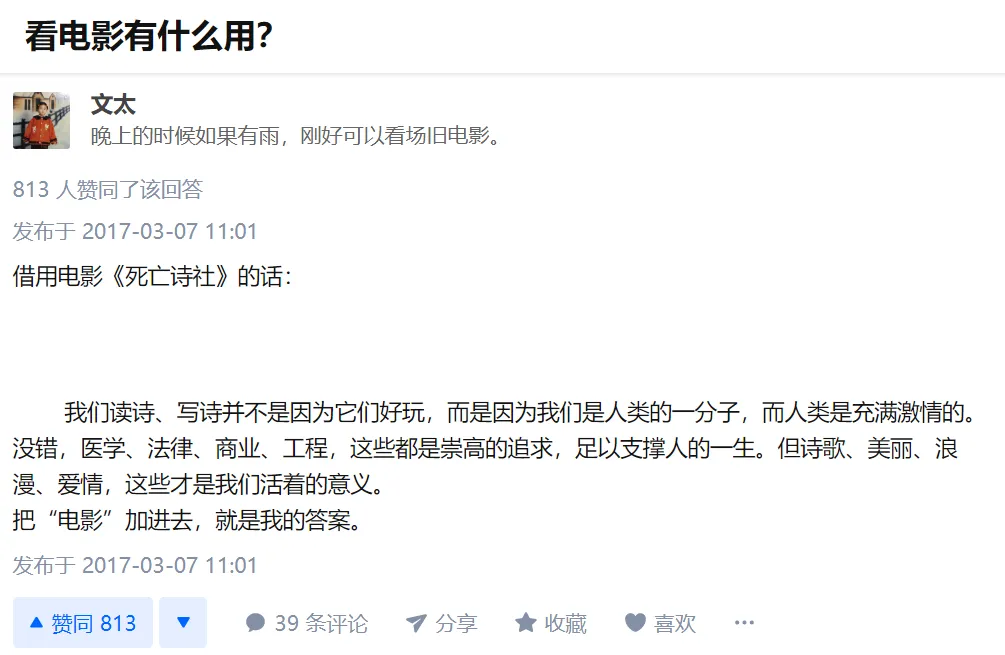 看电影有什么用？
文太
晚上的时候如果有雨，刚好可以看场旧电影。
813 人赞同了该回答
发布于 2017-03-07 11:01
借用电影《死亡诗社》的话：
我们读诗、写诗并不是因为它们好玩，而是因为我们是人类的一分子，而人类是充满激情的。
没错，医学、法律、商业、工程，这些都是崇高的追求，足以支撑人的一生。但诗歌、美丽、浪
漫、爱情，这些才是我们活着的意义。
把“电影”加进去，就是我的答案。
发布于 2017-03-07 11:01
赞同 813 39 条评论 分享 收藏 喜欢 ···